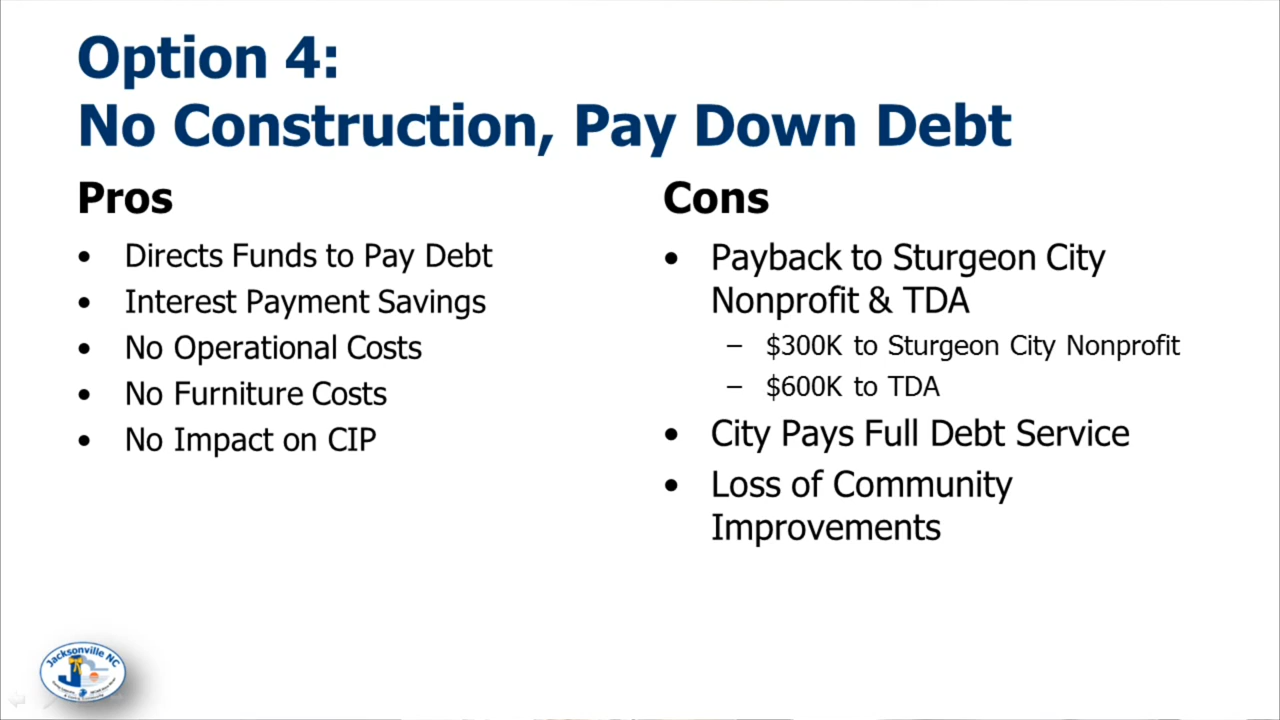 Option 4:
No Construction, Pay Down Debt
Pros
• Directs Funds to Pay Debt
• Interest Payment Savings
• No Operational Costs
• No Furniture Costs
• No Impact on CIP
Cons
• Payback to Sturgeon City
Nonprofit & TDA
– $300K to Sturgeon City Nonprofit
– $600K to TDA
• City Pays Full Debt Service
• Loss of Community
Improvements
Jacksonville NC